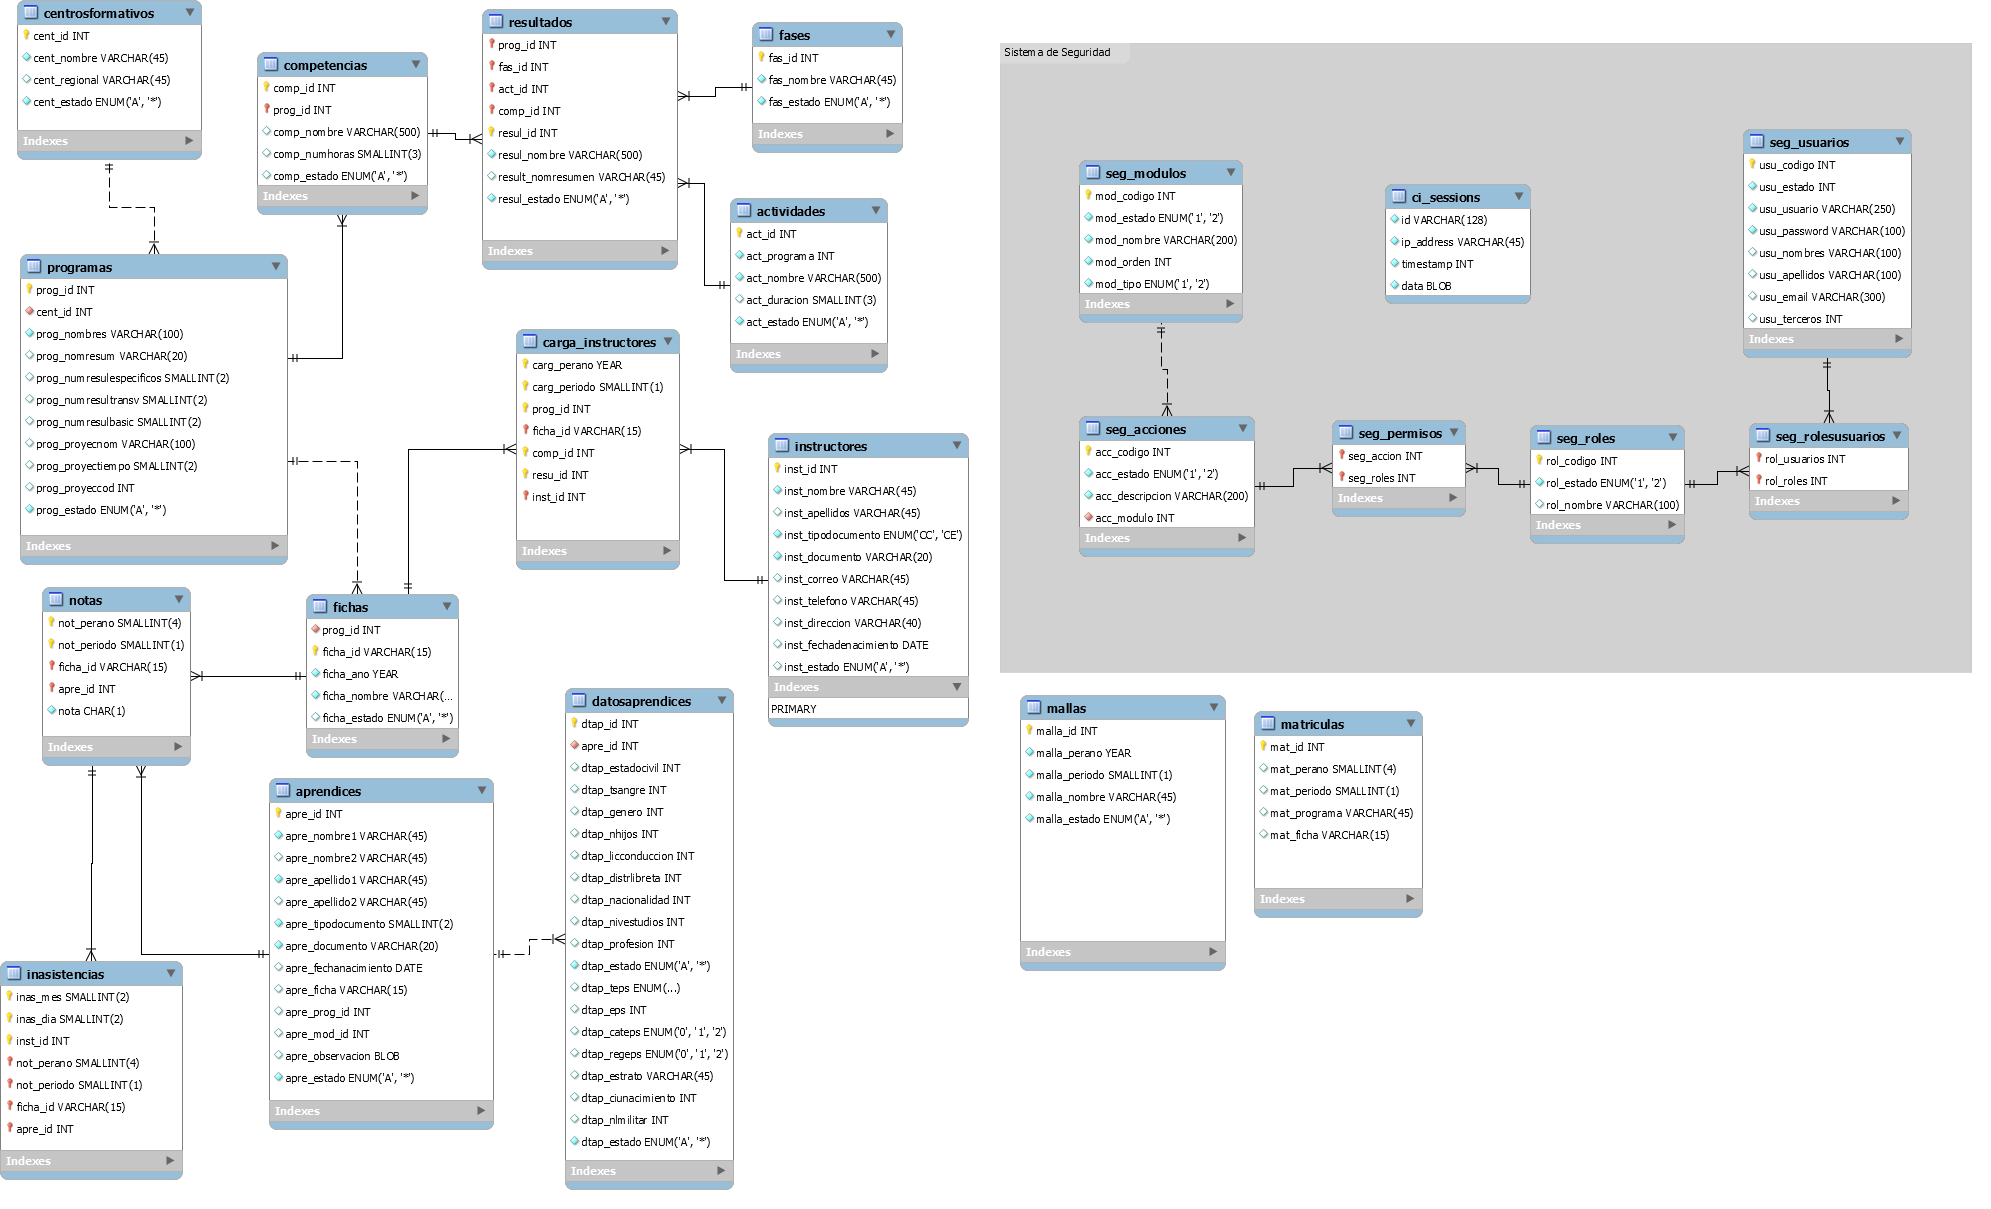 centrosformativos
cent_id INT
cent_nombre VARCHAR(45)
cent_regional VARCHAR(45)
cent_estado ENUM('A', '*')
Indexes
competencias
comp_id INT
prog_id INT
comp_nombre VARCHAR(500)
comp_numhoras SMALLINT(3)
comp_estado ENUM('A', '*')
Indexes
resultados
prog_id INT
fas_id INT
act_id INT
comp_id INT
resul_id INT
resul_nombre VARCHAR(500)
result_nomresumen VARCHAR(45)
resul_estado ENUM('A', '*')
Indexes
fases
fas_id INT
fas_nombre VARCHAR(45)
fas_estado ENUM('A', '*')
Indexes
actividades
act_id INT
act_programa INT
act_nombre VARCHAR(500)
act_duracion SMALLINT(3)
act_estado ENUM('A', '*')
Indexes
programas
prog_id INT
cent_id INT
prog_nombres VARCHAR(100)
prog_nomresum VARCHAR(20)
prog_numresulespecificos SMALLINT(2)
prog_numresultransv SMALLINT(2)
prog_numresulbasic SMALLINT(2)
prog_proyecnom VARCHAR(100)
prog_proyectiempo SMALLINT(2)
prog_proyeccod INT
prog_estado ENUM('A', '*')
Indexes
carga_instructores
carg_perano YEAR
carg_periodo SMALLINT(1)
prog_id INT
ficha_id VARCHAR(15)
comp_id INT
resu_id INT
inst_id INT
Indexes
instructores
inst_id INT
inst_nombre VARCHAR(45)
inst_apellidos VARCHAR(45)
inst_tipodocumento ENUM('CC', 'CE')
inst_documento VARCHAR(20)
inst_correo VARCHAR(45)
inst_telefono VARCHAR(45)
inst_direccion VARCHAR(40)
inst_fechadenacimiento DATE
inst_estado ENUM('A', '*')
Indexes
PRIMARY
notas
not_perano SMALLINT(4)
not_periodo SMALLINT(1)
ficha_id VARCHAR(15)
apre_id INT
nota CHAR(1)
Indexes
fichas
prog_id INT
ficha_id VARCHAR(15)
ficha_ano YEAR
ficha_nombre VARCHAR(...
ficha_estado ENUM('A', '*')
Indexes
datosaprendices
dtap_id INT
apre_id INT
dtap_estadocivil INT
dtap_tsangre INT
dtap_genero INT
dtap_nhijos INT
dtap_licconduccion INT
dtap_distrlibreta INT
dtap_nacionalidad INT
dtap_nivestudios INT
dtap_profesion INT
dtap_estado ENUM('A', '*')
dtap_teps ENUM(...)
dtap_eps INT
dtap_cateps ENUM('0', '1', '2')
dtap_regeps ENUM('0', '1', '2')
dtap_estrato VARCHAR(45)
dtap_ciunacimiento INT
dtap_nlmilitar INT
dtap_estado ENUM('A', '*')
Indexes
aprendices
apre_id INT
apre_nombre1 VARCHAR(45)
apre_nombre2 VARCHAR(45)
apre_apellido1 VARCHAR(45)
apre_apellido2 VARCHAR(45)
apre_tipodocumento SMALLINT(2)
apre_documento VARCHAR(20)
apre_fechanacimiento DATE
apre_ficha VARCHAR(15)
apre_prog_id INT
apre_mod_id INT
apre_observacion BLOB
apre_estado ENUM('A', '*')
Indexes
inasistencias
inas_mes SMALLINT(2)
inas_dia SMALLINT(2)
inst_id INT
not_perano SMALLINT(4)
not_periodo SMALLINT(1)
ficha_id VARCHAR(15)
apre_id INT
Indexes
Sistema de Seguridad
seg_modulos
mod_codigo INT
mod_estado ENUM('1', '2')
mod_nombre VARCHAR(200)
mod_orden INT
mod_tipo ENUM('1', '2')
Indexes
ci_sessions
id VARCHAR(128)
ip_address VARCHAR(45)
timestamp INT
data BLOB
seg_usuarios
usu_codigo INT
usu_estado INT
usu_usuario VARCHAR(250)
usu_password VARCHAR(100)
usu_nombres VARCHAR(100)
usu_apellidos VARCHAR(100)
usu_email VARCHAR(300)
usu_terceros INT
Indexes
seg_acciones
acc_codigo INT
acc_estado ENUM('1', '2')
acc_descripcion VARCHAR(200)
acc_modulo INT
Indexes
seg_permisos
seg_accion INT
seg_roles INT
Indexes
seg_roles
rol_codigo INT
rol_estado ENUM('1', '2')
rol_nombre VARCHAR(100)
Indexes
seg_rolesusuarios
rol_usuarios INT
rol_roles INT
Indexes
mallas
malla_id INT
malla_perano YEAR
malla_periodo SMALLINT(1)
malla_nombre VARCHAR(45)
malla_estado ENUM('A', '*')
Indexes
matriculas
mat_id INT
mat_perano SMALLINT(4)
mat_periodo SMALLINT(1)
mat_programa VARCHAR(45)
mat_ficha VARCHAR(15)
Indexes